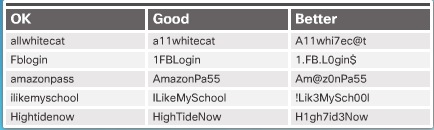 OK Good Better
allwhitecat a11whitecat A11whi7ec@t
Fblogin 1FBLogin 1.FB.L0gin$
amazonpass AmazonPa55 Am@z0nPa55
ilikemyschool ILikeMySchool !Lik3MySch00l
Hightidenow HighTideNow H1gh7id3Now